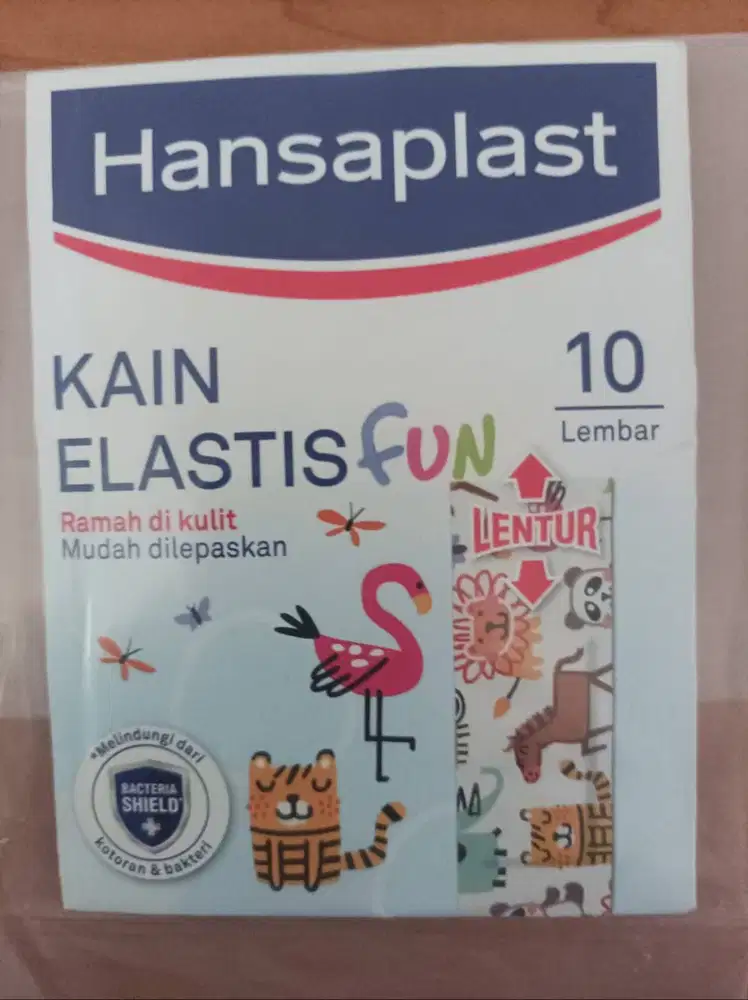 Hansaplast
KAIN
ELASTIS FUN
10
Lembar
Ramah di kulit
Mudah dilepaskan
LENTUR
*Melindungi dari
BACTERIA
SHIELD
kotoran & bakteri